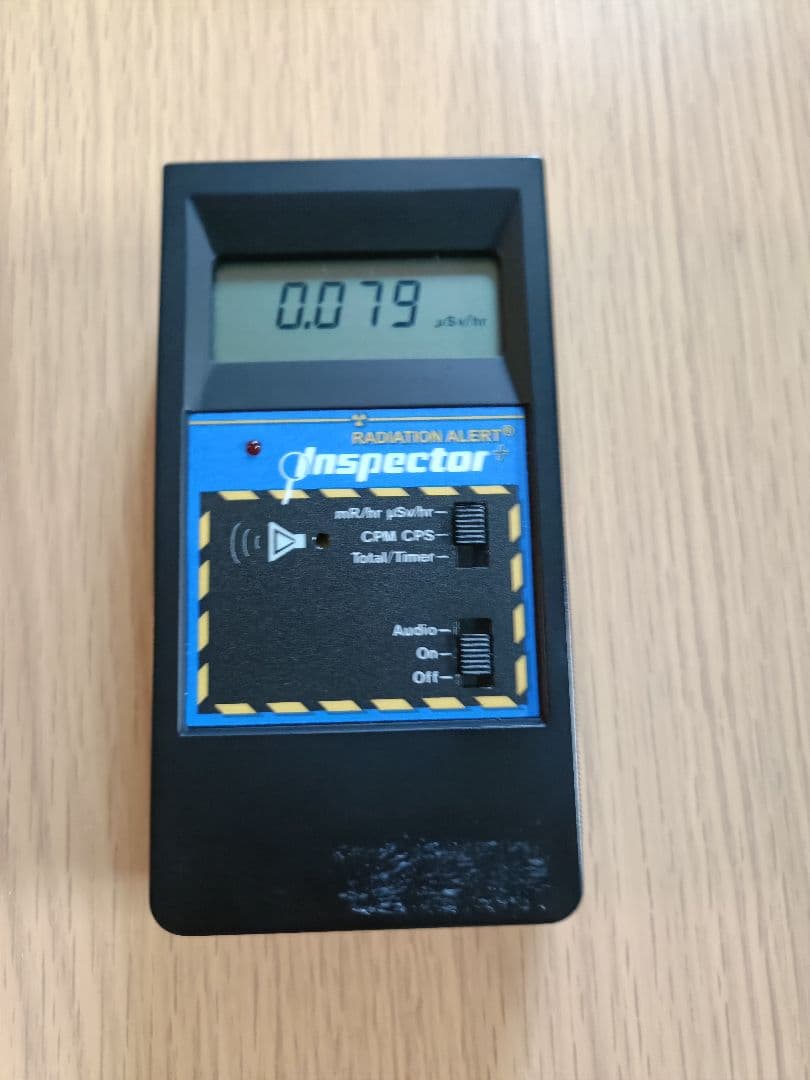 0.079 µSv/hr
RADIATION ALERT®
Inspector+
mR/hr µSv/hr
CPM CPS
Total/Timer
Audio
On
Off